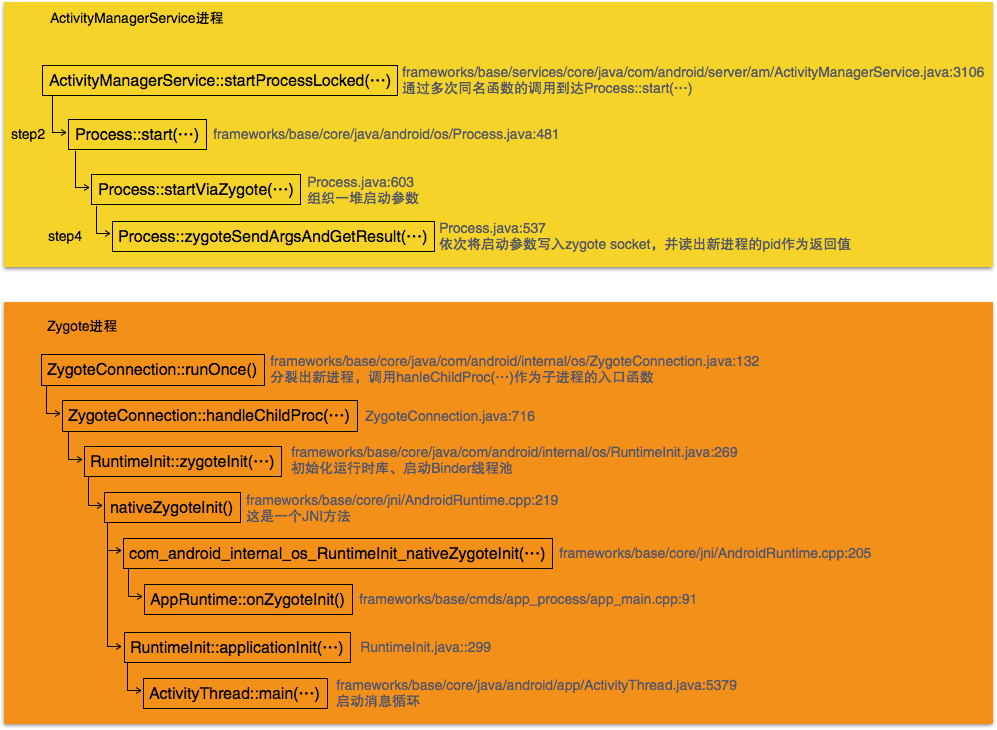 ActivityManagerService进程
ActivityManagerService::startProcessLocked(⋯)
frameworks/base/services/core/java/com/android/server/am/ActivityManagerService.java:3106
通过多次同名函数的调用到达Process::start(⋯)
step2
Process::start(⋯)
frameworks/base/core/java/android/os/Process.java:481
Process::startViaZygote(⋯)
Process.java:603
组织一堆启动参数
step4
Process::zygoteSendArgsAndGetResult(⋯)
Process.java:537
依次将启动参数写入zygote socket，并读出新进程的pid作为返回值
Zygote进程
ZygoteConnection::runOnce()
frameworks/base/core/java/com/android/internal/os/ZygoteConnection.java:132
分裂出新进程，调用hanleChildProc(⋯)作为子进程的入口函数
ZygoteConnection::handleChildProc(⋯)
ZygoteConnection.java:716
RuntimeInit::zygoteInit(⋯)
frameworks/base/core/java/com/android/internal/os/RuntimeInit.java:269
初始化运行时库、启动Binder线程池
nativeZygoteInit()
frameworks/base/core/jni/AndroidRuntime.cpp:219
这是一个JNI方法
com_android_internal_os_RuntimeInit_nativeZygoteInit(⋯)
frameworks/base/core/jni/AndroidRuntime.cpp:205
AppRuntime::onZygoteInit()
frameworks/base/cmds/app_process/app_main.cpp:91
RuntimeInit::applicationInit(⋯)
RuntimeInit.java::299
ActivityThread::main(⋯)
frameworks/base/core/java/android/app/ActivityThread.java:5379
启动消息循环